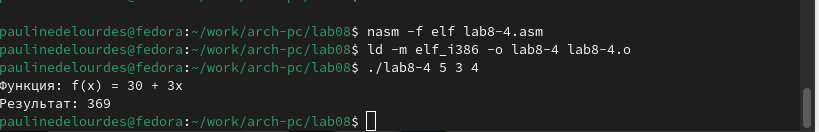 paulinedelourdes@fedora:~/work/arch-pc/lab08$ nasm -f elf lab8-4.asm
paulinedelourdes@fedora:~/work/arch-pc/lab08$ ld -m elf_i386 -o lab8-4 lab8-4.o
paulinedelourdes@fedora:~/work/arch-pc/lab08$ ./lab8-4 5 3 4
Функция: f(x) = 30 + 3x
Результат: 369
paulinedelourdes@fedora:~/work/arch-pc/lab08$